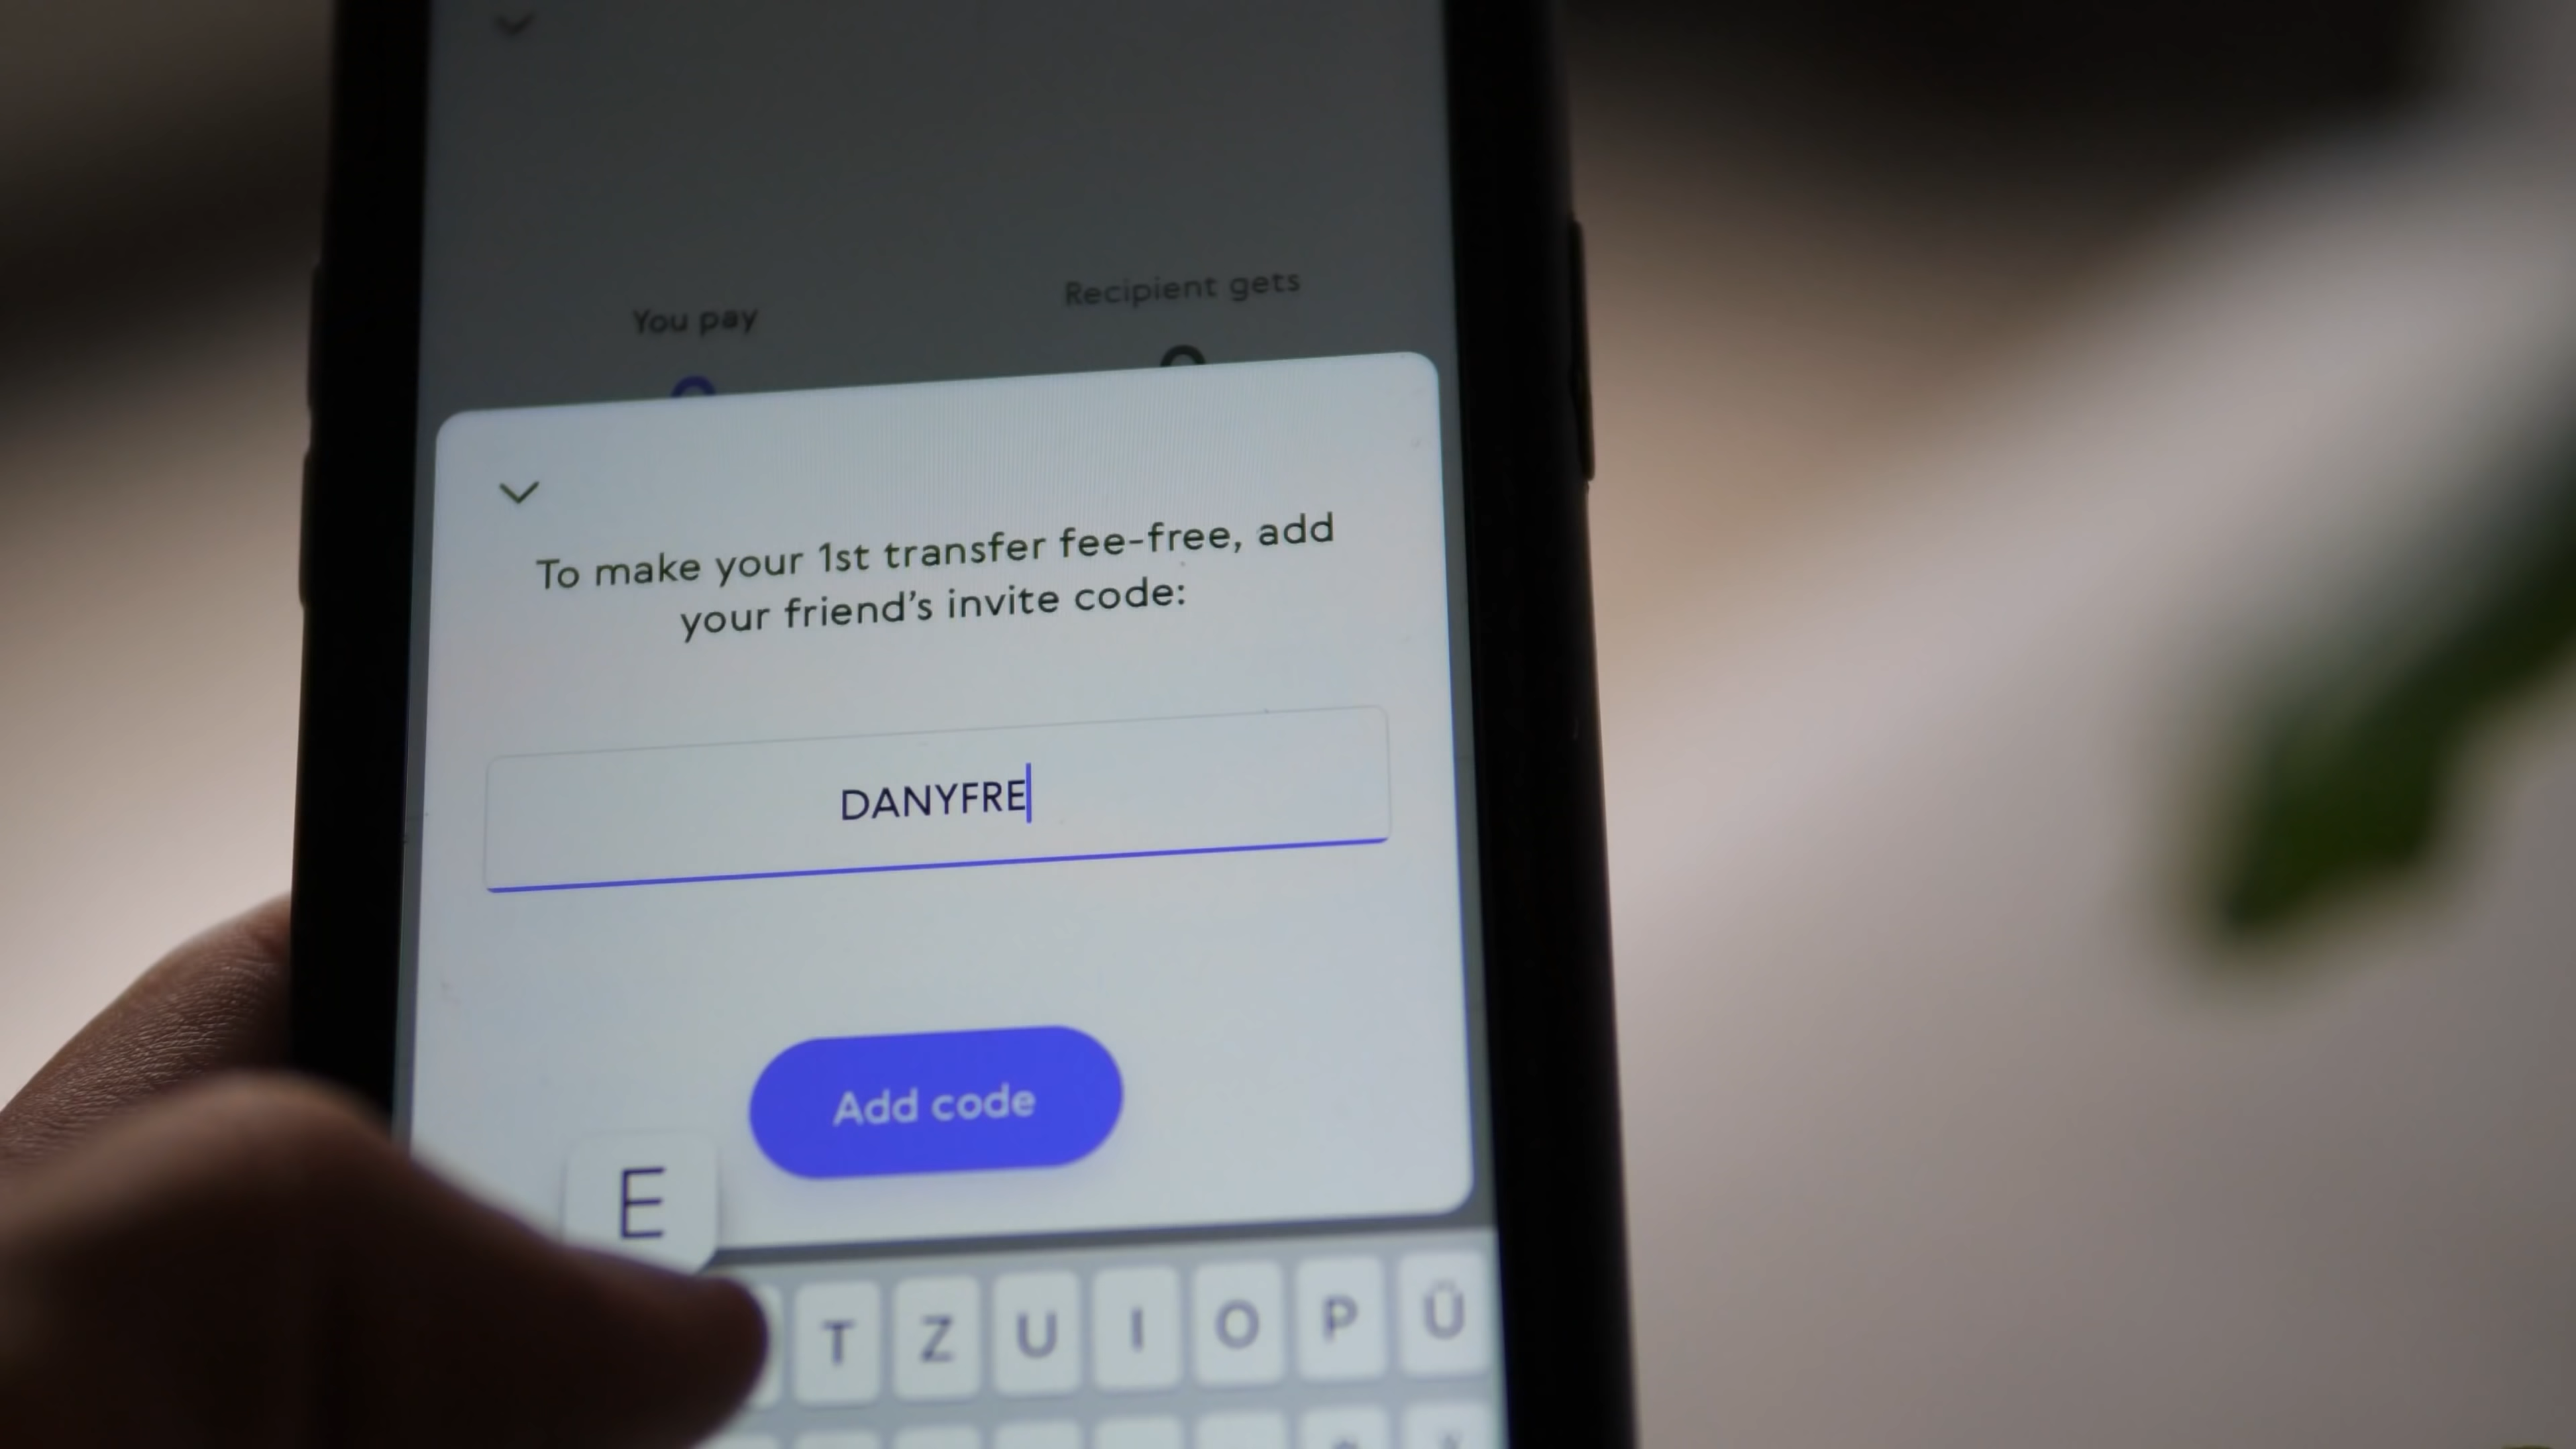 You pay
Recipient gets
To make your 1st transfer fee-free, add
your friend's invite code:
DANYFRE
Add code
E
T Z U I O P Ü